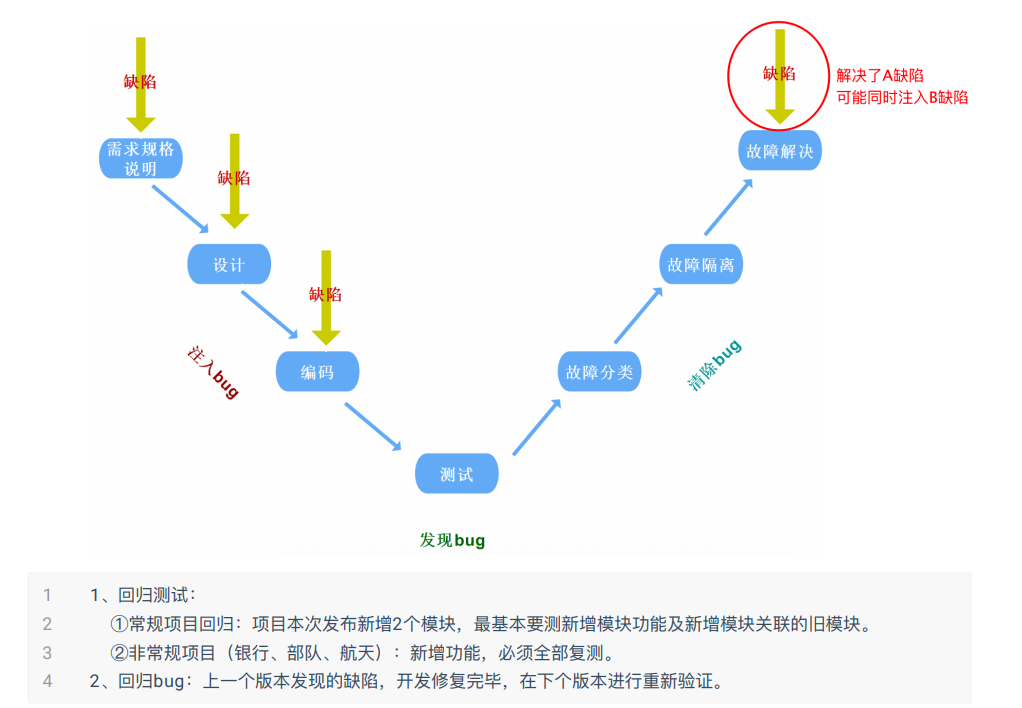 缺陷
需求规格
说明
缺陷
设计
缺陷
编码
注入bug
测试
发现bug
故障分类
清除bug
故障隔离
故障解决
缺陷
解决了A缺陷
可能同时注入B缺陷
1 1、回归测试：
2 ①常规项目回归：项目本次发布新增2个模块，最基本要测新增模块功能及新增模块关联的旧模块。
3 ②非常规项目（银行、部队、航天）：新增功能，必须全部复测。
4 2、回归bug：上一个版本发现的缺陷，开发修复完毕，在下个版本进行重新验证。